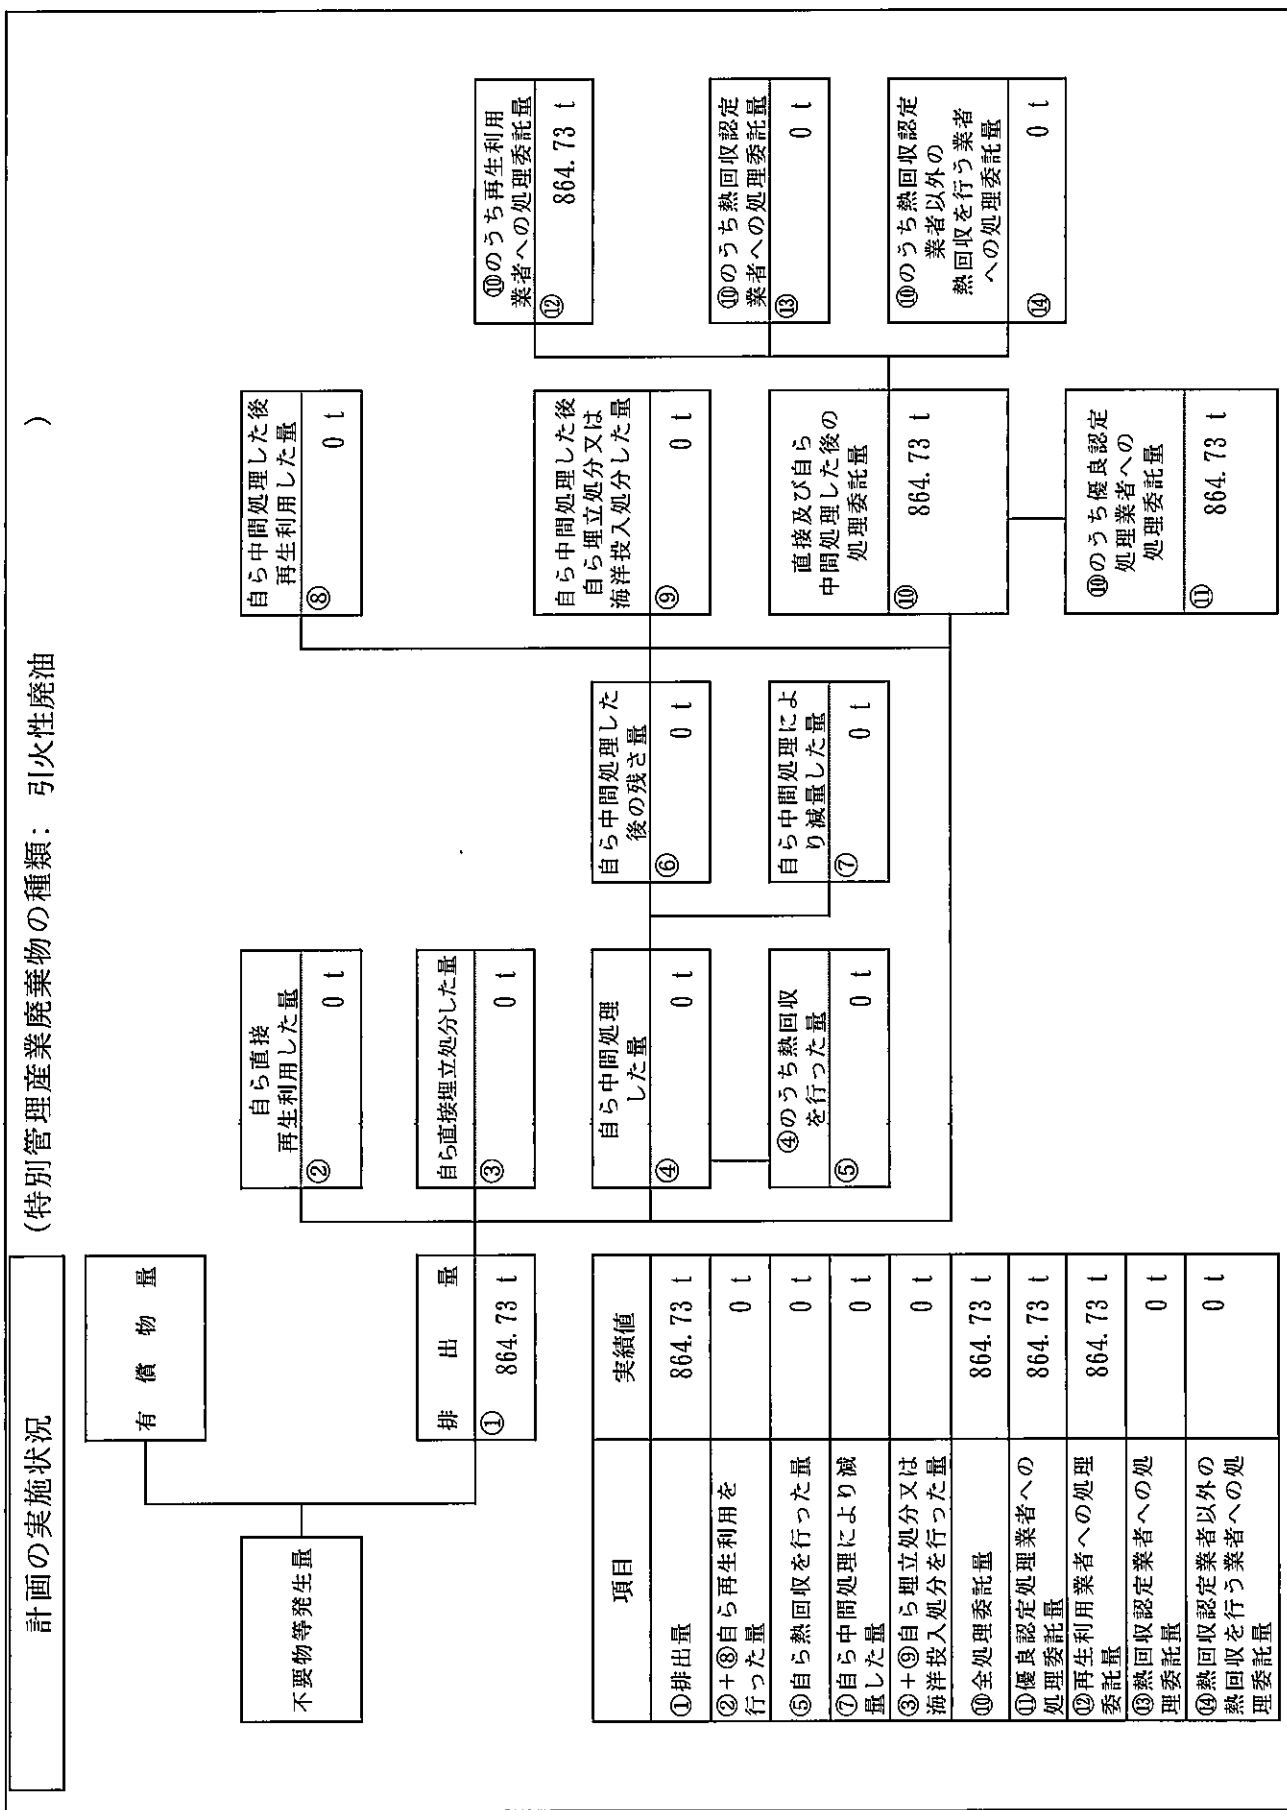 計画の実施状況
(特別管理産業廃棄物の種類: 引火性廃油 )
不要物等発生量
有 償 物 量
排 出 量
① 864.73 t
自ら直接
再生利用した量
② 0 t
自ら直接埋立処分した量
③ 0 t
自ら中間処理
した量
④ 0 t
④のうち熱回収
を行った量
⑤ 0 t
自ら中間処理した
後の残さ量
⑥ 0 t
自ら中間処理によ
り減量した量
⑦ 0 t
自ら中間処理した後
再生利用した量
⑧ 0 t
自ら中間処理した後
自ら埋立処分又は
海洋投入処分した量
⑨ 0 t
直接及び自ら
中間処理した後の
処理委託量
⑩ 864.73 t
⑩のうち優良認定
処理業者への
処理委託量
⑪ 864.73 t
⑩のうち再生利用
業者への処理委託量
⑫ 864.73 t
⑩のうち熱回収認定
業者への処理委託量
⑬ 0 t
⑩のうち熱回収認定
業者以外の
熱回収を行う業者
への処理委託量
⑭ 0 t
項目 実績値
①排出量 864.73 t
②+⑧自ら再生利用を
行った量 0 t
⑤自ら熱回収を行った量 0 t
⑦自ら中間処理により減
量した量 0 t
③+⑨自ら埋立処分又は
海洋投入処分を行った量 0 t
⑩全処理委託量 864.73 t
⑪優良認定処理業者への
処理委託量 864.73 t
⑫再生利用業者への処理
委託量 864.73 t
⑬熱回収認定業者への処
理委託量 0 t
⑭熱回収認定業者以外の
熱回収を行う業者への処
理委託量 0 t